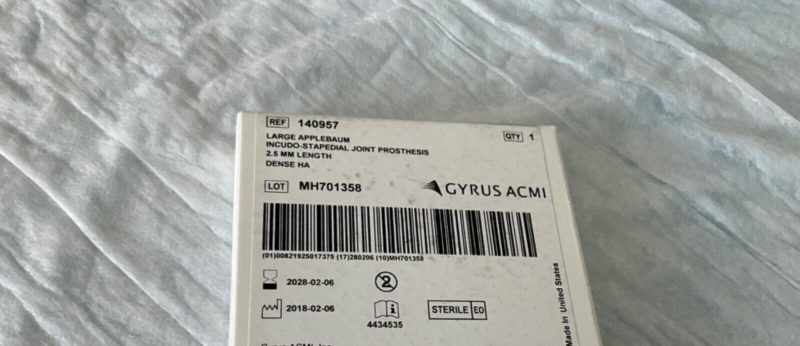 REF 140957
QTY 1
LARGE APPLEBAUM
INCUDO-STAPEDIAL JOINT PROSTHESIS
2.5 MM LENGTH
DENSE HA
LOT MH701358
GYRUS ACMI
(01)00821925017375 (17)280206 (10)MH701358
2028-02-06
2
2018-02-06
i
STERILE EO
4434535
Made In United States